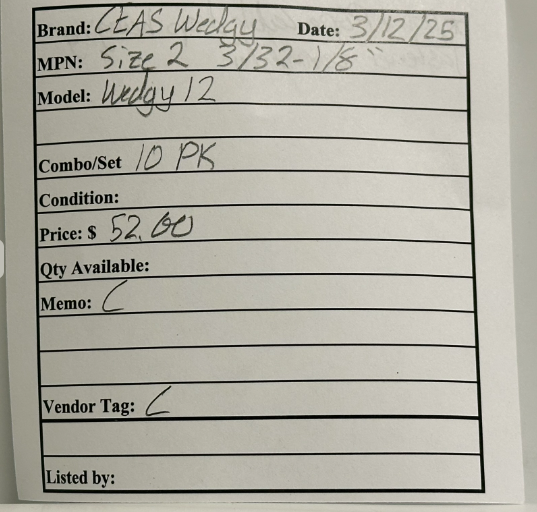 Brand: CEAS Wedgy Date: 3/12/25
MPN: Size 2 3/32-1/8"
Model: Wedgy 12
Combo/Set 10 PK
Condition:
Price: $ 52.00
Qty Available:
Memo: C
Vendor Tag: C
Listed by: